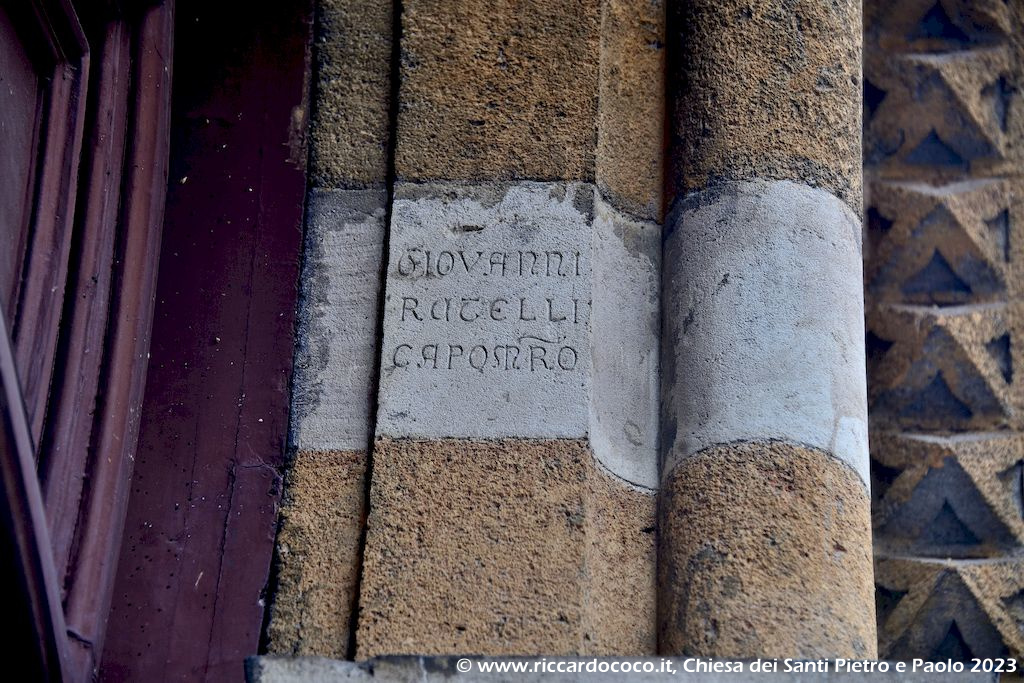 GIOVANNI
RATELLI
CAPOMRO
© www.riccardococo.it, Chiesa dei Santi Pietro e Paolo 2023